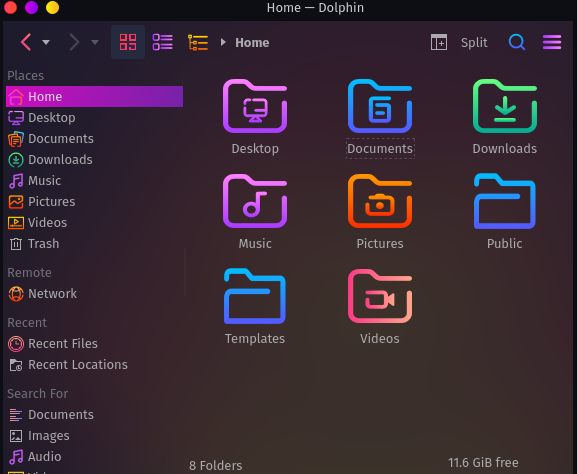 Home — Dolphin
Home
Split
Places
Home
Desktop
Documents
Downloads
Music
Pictures
Videos
Trash
Remote
Network
Recent
Recent Files
Recent Locations
Search For
Documents
Images
Audio
Desktop
Documents
Downloads
Music
Pictures
Public
Templates
Videos
8 Folders
11.6 GiB free